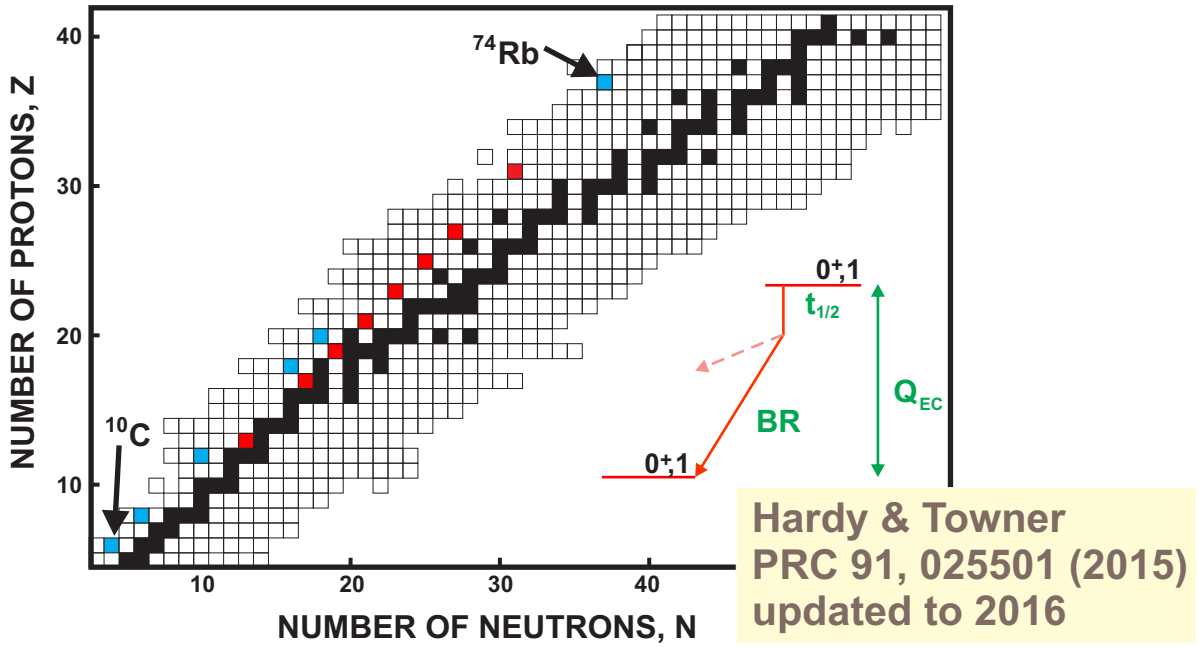 NUMBER OF PROTONS, Z
40
30
20
10
⁷⁴Rb
¹⁰C
0⁺,1
t₁/₂
Q_EC
BR
0⁺,1
10
20
30
40
NUMBER OF NEUTRONS, N
Hardy & Towner
PRC 91, 025501 (2015)
updated to 2016